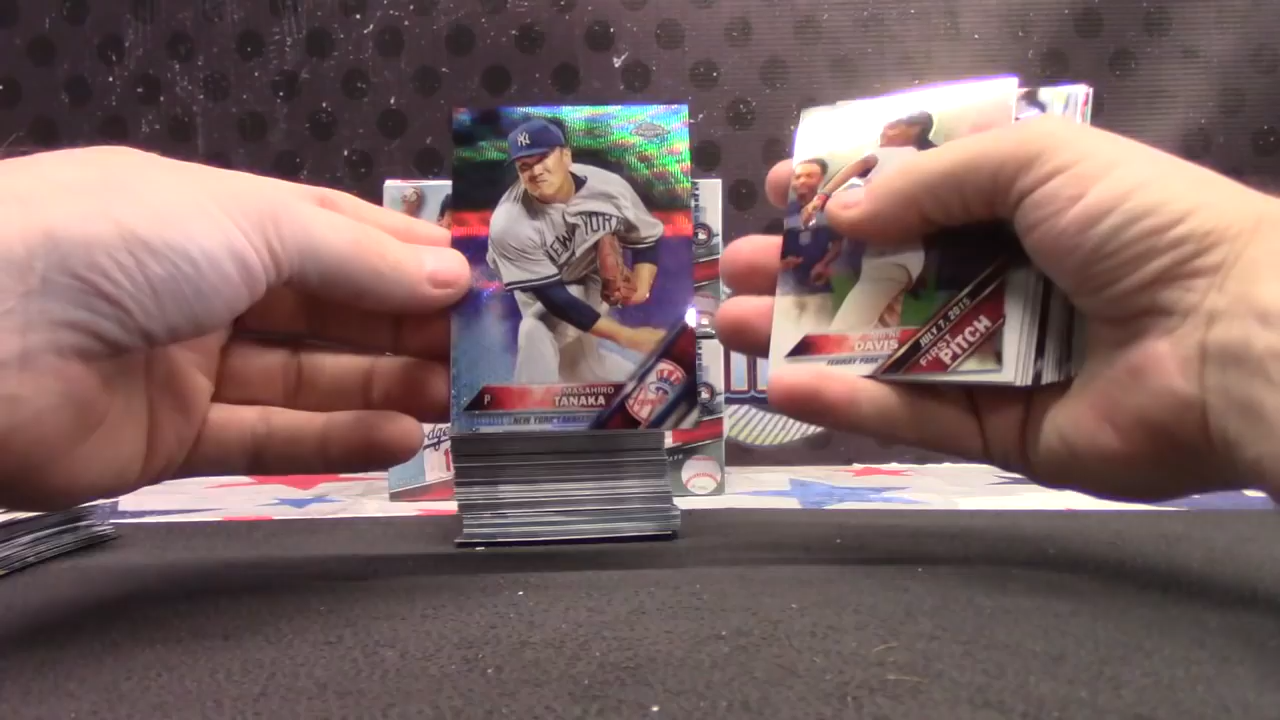 NY
NEW YORK
P
MASAHIRO
TANAKA
NEW YORK YANKEES
DAVIS
FENWAY PARK
JULY 7, 2015
FIRST
PITCH